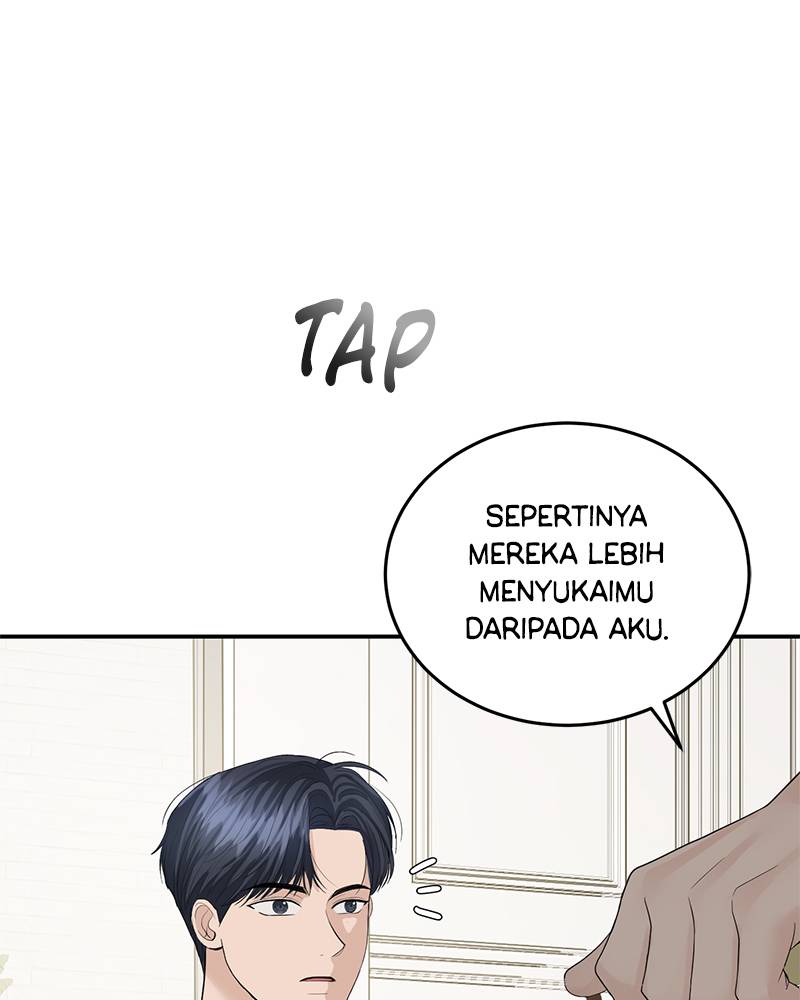 TAP
SEPERTINYA
MEREKA LEBIH
MENYUKAIMU
DARIPADA AKU.